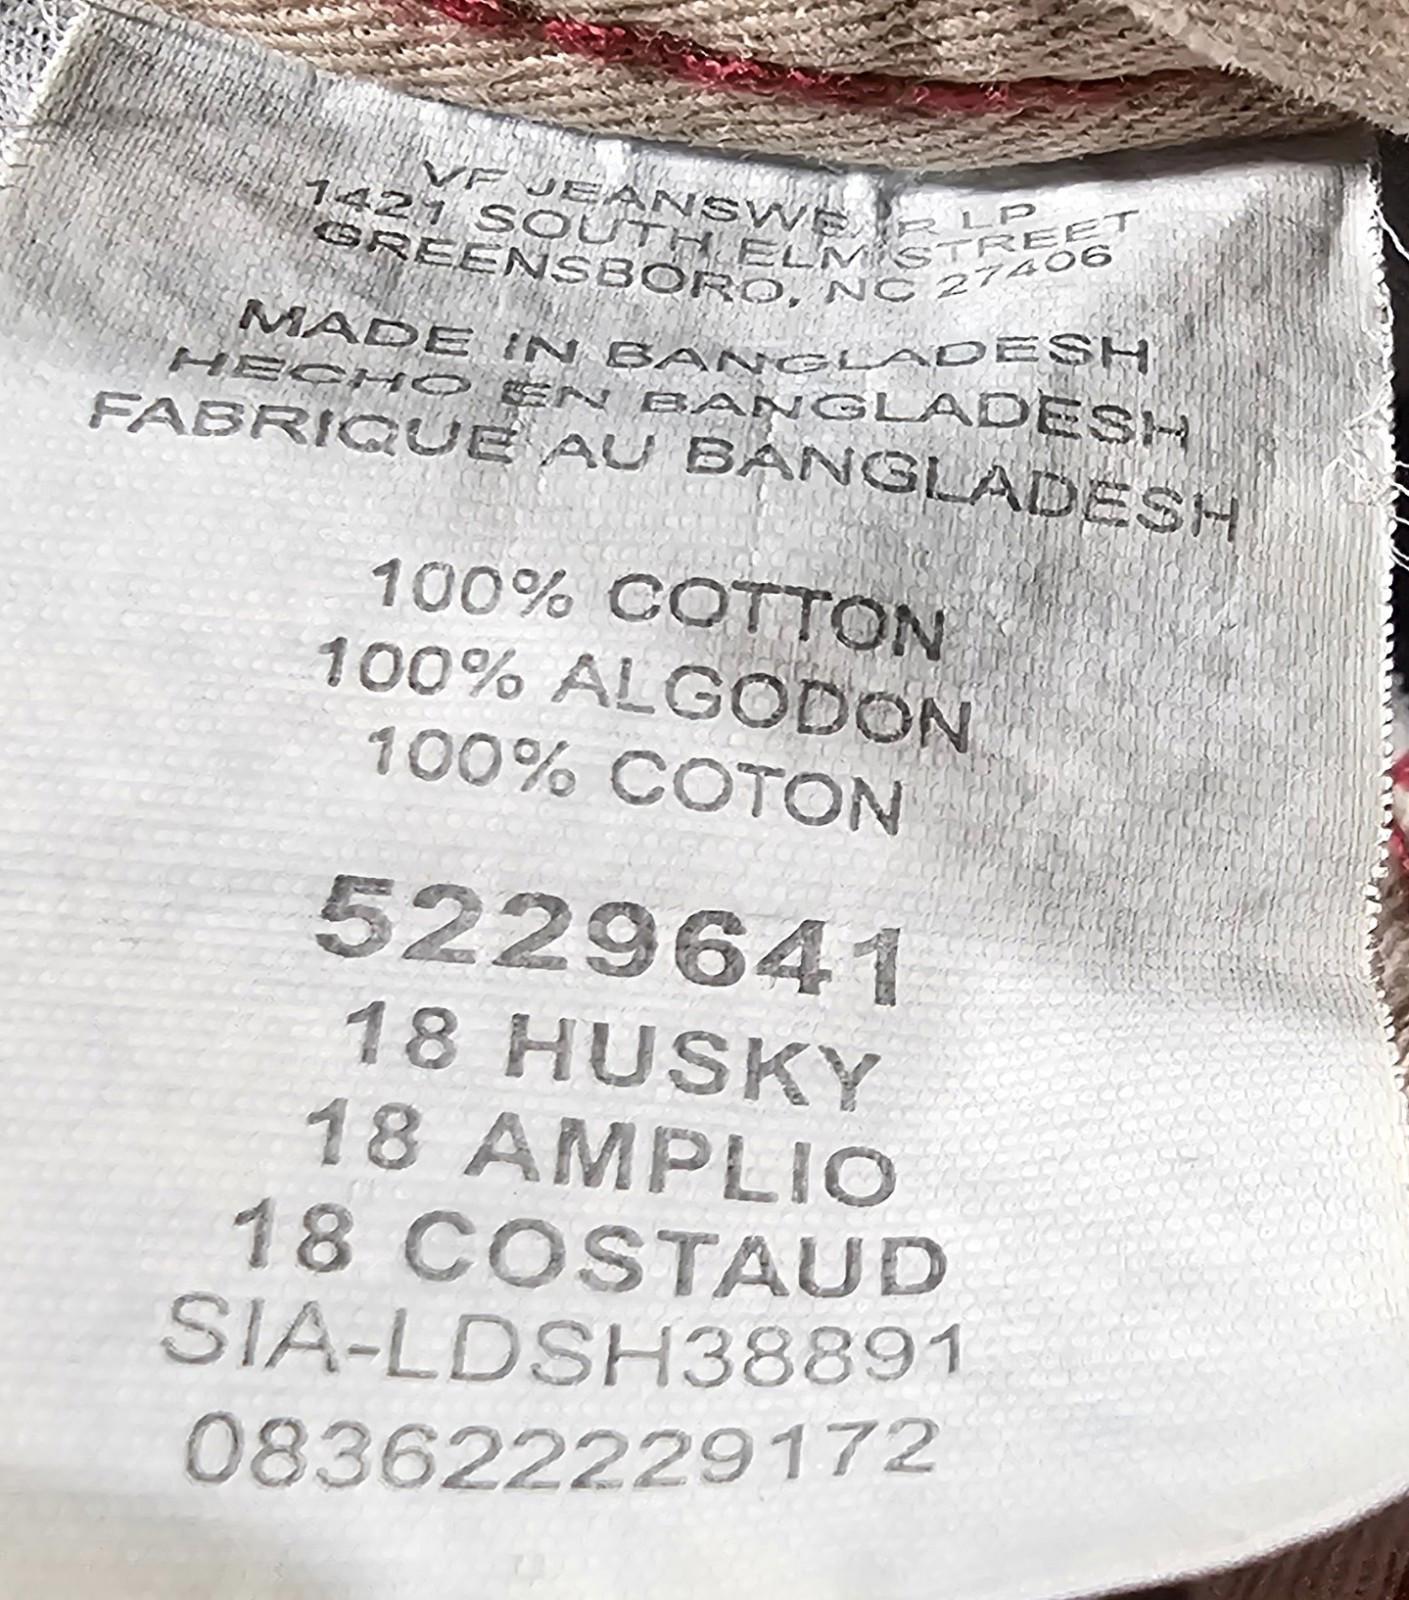 VF JEANSWEAR LP
1421 SOUTH ELM STREET
GREENSBORO, NC 27406
MADE IN BANGLADESH
HECHO EN BANGLADESH
FABRIQUE AU BANGLADESH
100% COTTON
100% ALGODON
100% COTON
5229641
18 HUSKY
18 AMPLIO
18 COSTAUD
SIA-LDSH38891
083622229172